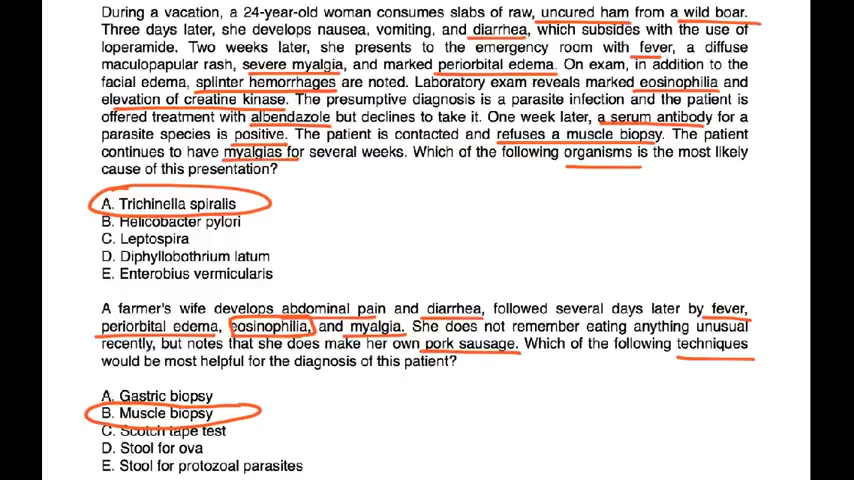 During a vacation, a 24-year-old woman consumes slabs of raw, uncured ham from a wild boar.
Three days later, she develops nausea, vomiting, and diarrhea, which subsides with the use of
loperamide. Two weeks later, she presents to the emergency room with fever, a diffuse
maculopapular rash, severe myalgia, and marked periorbital edema. On exam, in addition to the
facial edema, splinter hemorrhages are noted. Laboratory exam reveals marked eosinophilia and
elevation of creatine kinase. The presumptive diagnosis is a parasite infection and the patient is
offered treatment with albendazole but declines to take it. One week later, a serum antibody for a
parasite species is positive. The patient is contacted and refuses a muscle biopsy. The patient
continues to have myalgias for several weeks. Which of the following organisms is the most likely
cause of this presentation?
A. Trichinella spiralis
B. Helicobacter pylori
C. Leptospira
D. Diphyllobothrium latum
E. Enterobius vermicularis
A farmer's wife develops abdominal pain and diarrhea, followed several days later by fever,
periorbital edema, eosinophilia, and myalgia. She does not remember eating anything unusual
recently, but notes that she does make her own pork sausage. Which of the following techniques
would be most helpful for the diagnosis of this patient?
A. Gastric biopsy
B. Muscle biopsy
C. Scotch tape test
D. Stool for ova
E. Stool for protozoal parasites